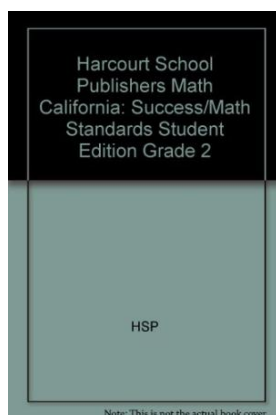 Harcourt School
Publishers Math
California: Success/Math
Standards Student
Edition Grade 2
HSP
Note: This is not the actual book cover